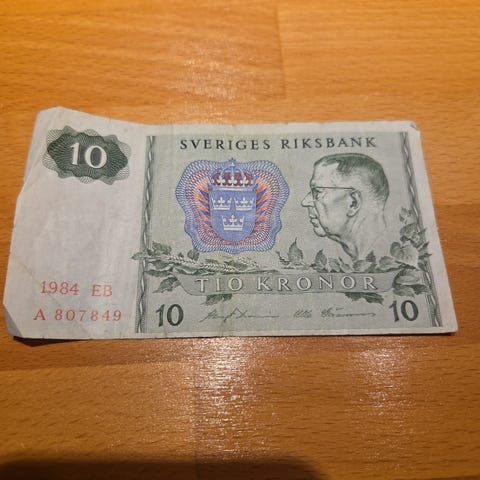 10
SVERIGES RIKSBANK
TIO KRONOR
1984 EB
A 807849
10
10